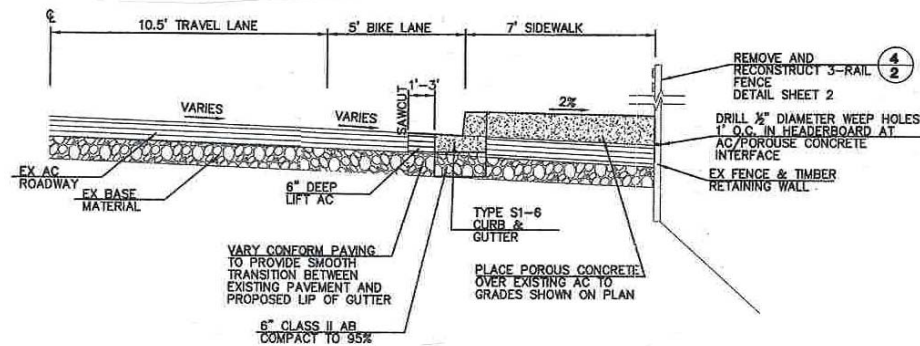 ℄
10.5' TRAVEL LANE
5' BIKE LANE
7' SIDEWALK
REMOVE AND
RECONSTRUCT 3-RAIL
FENCE
DETAIL SHEET 2
4
2
SAWCUT
1'-3'
VARIES
VARIES
2%
DRILL ½" DIAMETER WEEP HOLES
1' O.C. IN HEADERBOARD AT
AC/POROUSE CONCRETE
INTERFACE
EX FENCE & TIMBER
RETAINING WALL
EX AC
ROADWAY
EX BASE
MATERIAL
6" DEEP
LIFT AC
TYPE S1-6
CURB &
GUTTER
VARY CONFORM PAVING
TO PROVIDE SMOOTH
TRANSITION BETWEEN
EXISTING PAVEMENT AND
PROPOSED LIP OF GUTTER
PLACE POROUS CONCRETE
OVER EXISTING AC TO
GRADES SHOWN ON PLAN
6" CLASS II AB
COMPACT TO 95%